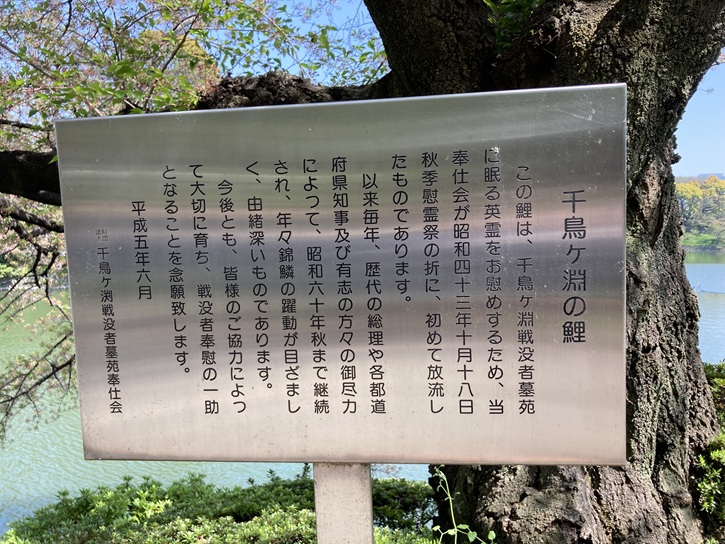 千鳥ヶ淵の鯉
この鯉は、千鳥ヶ淵戦没者墓苑
に眠る英霊をお慰めするため、当
奉仕会が昭和四十三年十月十八日
秋季慰霊祭の折に、初めて放流し
たものであります。
以来毎年、歴代の総理や各都道
府県知事及び有志の方々の御尽力
によって、昭和六十年秋まで継続
され、年々錦鱗の躍動が目ざまし
く、由緒深いものであります。
今後とも、皆様のご協力によっ
て大切に育ち、戦没者奉慰の一助
となることを念願致します。
平成五年六月
財団法人 千鳥ヶ渕戦没者墓苑奉仕会